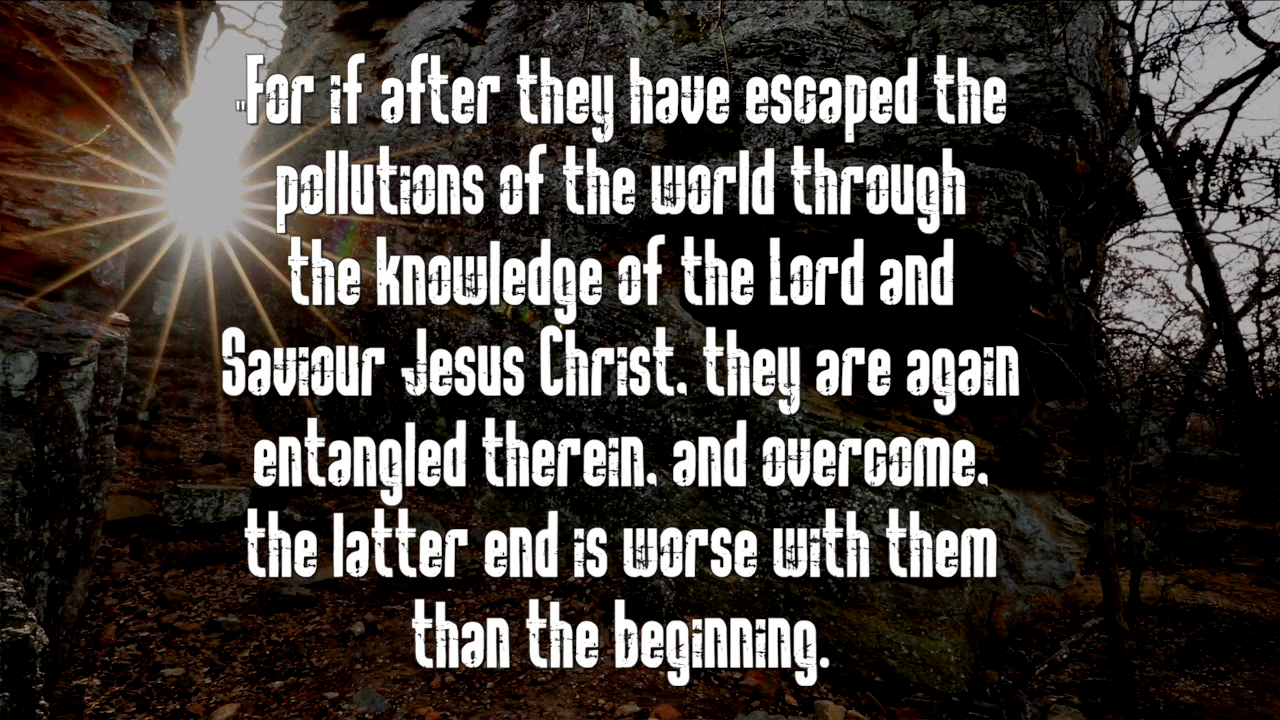 "For if after they have escaped the
pollutions of the world through
the knowledge of the Lord and
Saviour Jesus Christ, they are again
entangled therein, and overcome,
the latter end is worse with them
than the beginning.